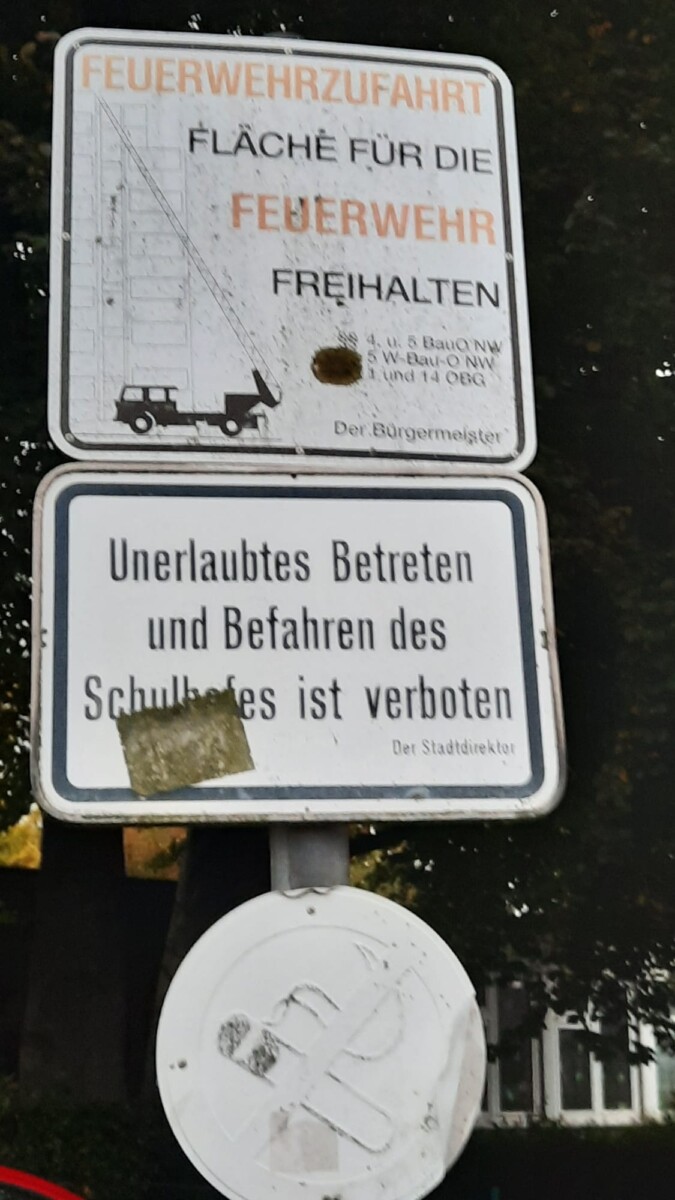 FEUERWEHRZUFAHRT
FLÄCHE FÜR DIE
FEUERWEHR
FREIHALTEN
§§ 4. u. 5 BauO NW
5 W-Bau-O NW
1 und 14 OBG
Der Bürgermeister
Unerlaubtes Betreten
und Befahren des
Schulhofes ist verboten
Der Stadtdirektor